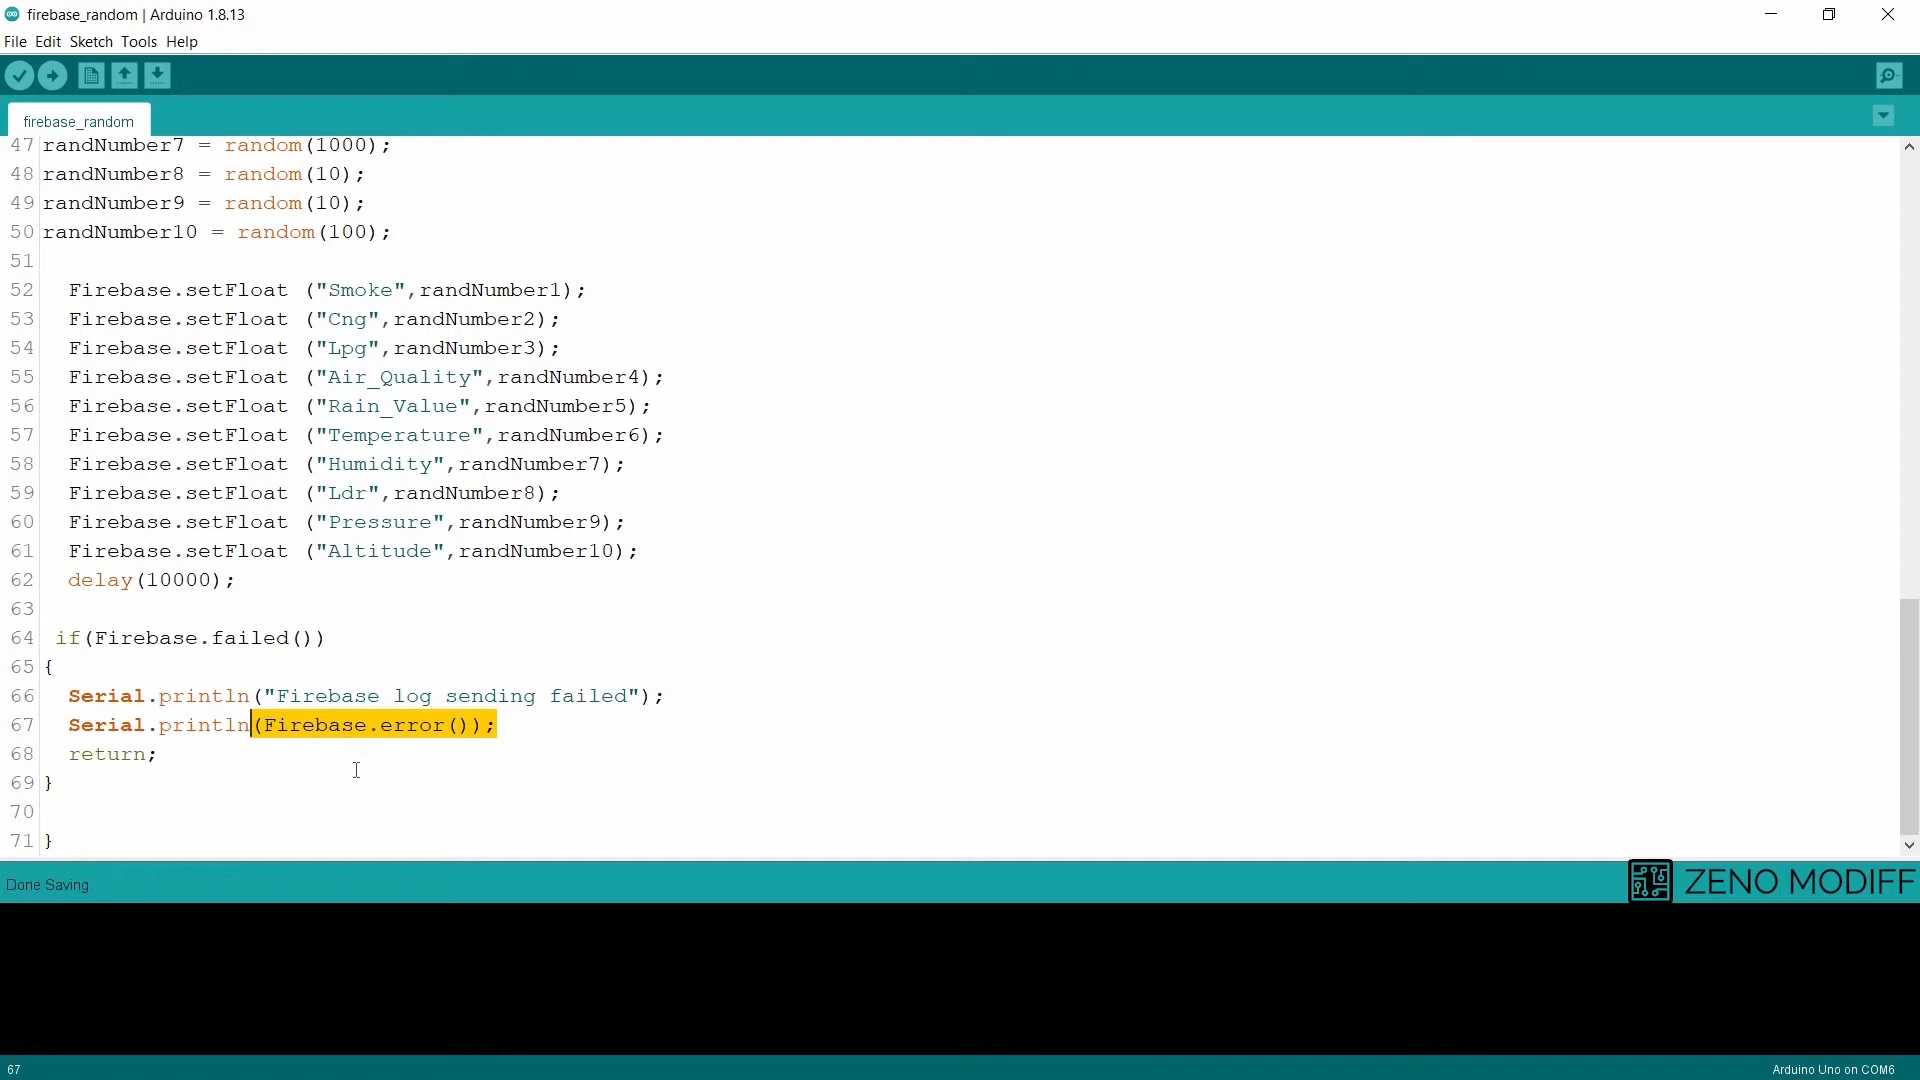 firebase_random | Arduino 1.8.13
File Edit Sketch Tools Help
firebase_random
47 randNumber7 = random(1000);
48 randNumber8 = random(10);
49 randNumber9 = random(10);
50 randNumber10 = random(100);
51
52 Firebase.setFloat ("Smoke",randNumber1);
53 Firebase.setFloat ("Cng",randNumber2);
54 Firebase.setFloat ("Lpg",randNumber3);
55 Firebase.setFloat ("Air_Quality",randNumber4);
56 Firebase.setFloat ("Rain_Value",randNumber5);
57 Firebase.setFloat ("Temperature",randNumber6);
58 Firebase.setFloat ("Humidity",randNumber7);
59 Firebase.setFloat ("Ldr",randNumber8);
60 Firebase.setFloat ("Pressure",randNumber9);
61 Firebase.setFloat ("Altitude",randNumber10);
62 delay(10000);
63
64 if(Firebase.failed())
65 {
66 Serial.println("Firebase log sending failed");
67 Serial.println(Firebase.error());
68 return;
69 }
70
71 }
Done Saving.
ZENO MODIFF
67
Arduino Uno on COM6